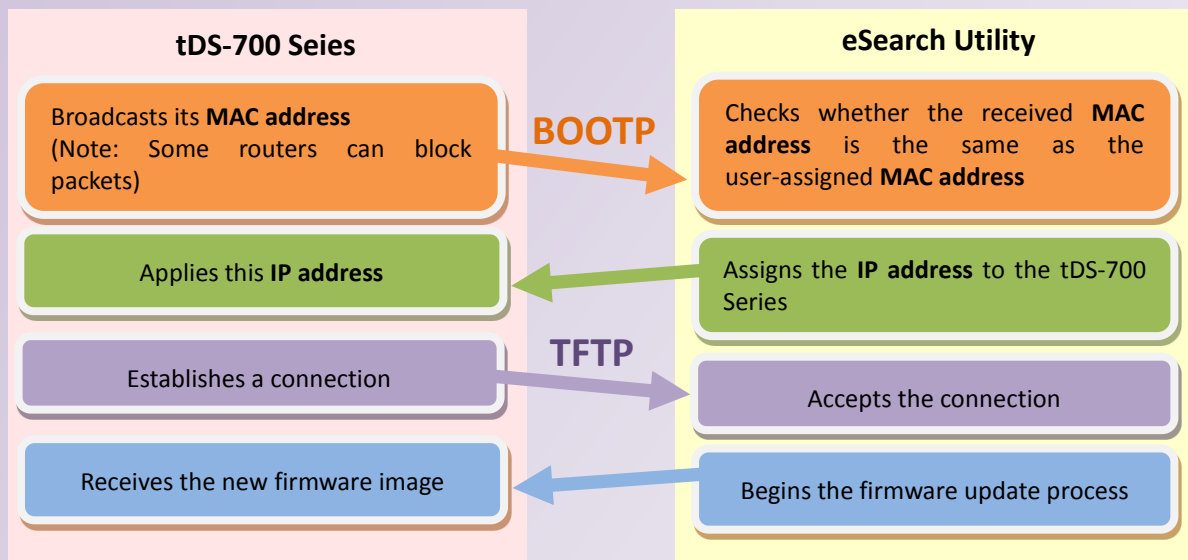 tDS-700 Seies
eSearch Utility
Broadcasts its MAC address
(Note: Some routers can block
packets)
BOOTP
Checks whether the received MAC
address is the same as the
user-assigned MAC address
Applies this IP address
Assigns the IP address to the tDS-700
Series
TFTP
Establishes a connection
Accepts the connection
Receives the new firmware image
Begins the firmware update process